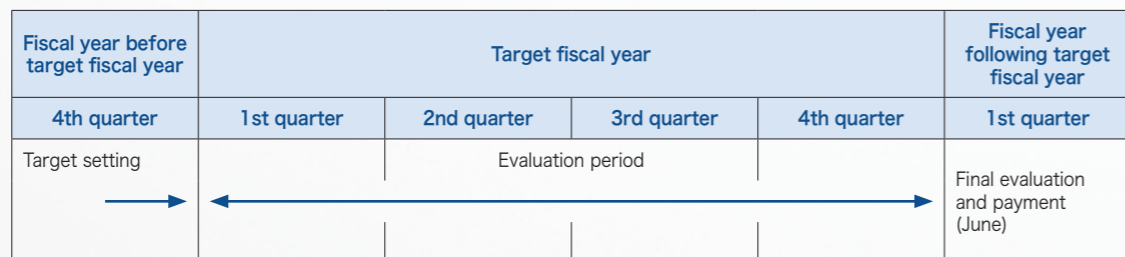 Fiscal year before
target fiscal year
Target fiscal year
Fiscal year
following target
fiscal year
4th quarter
1st quarter
2nd quarter
3rd quarter
4th quarter
1st quarter
Target setting
Evaluation period
Final evaluation
and payment
(June)